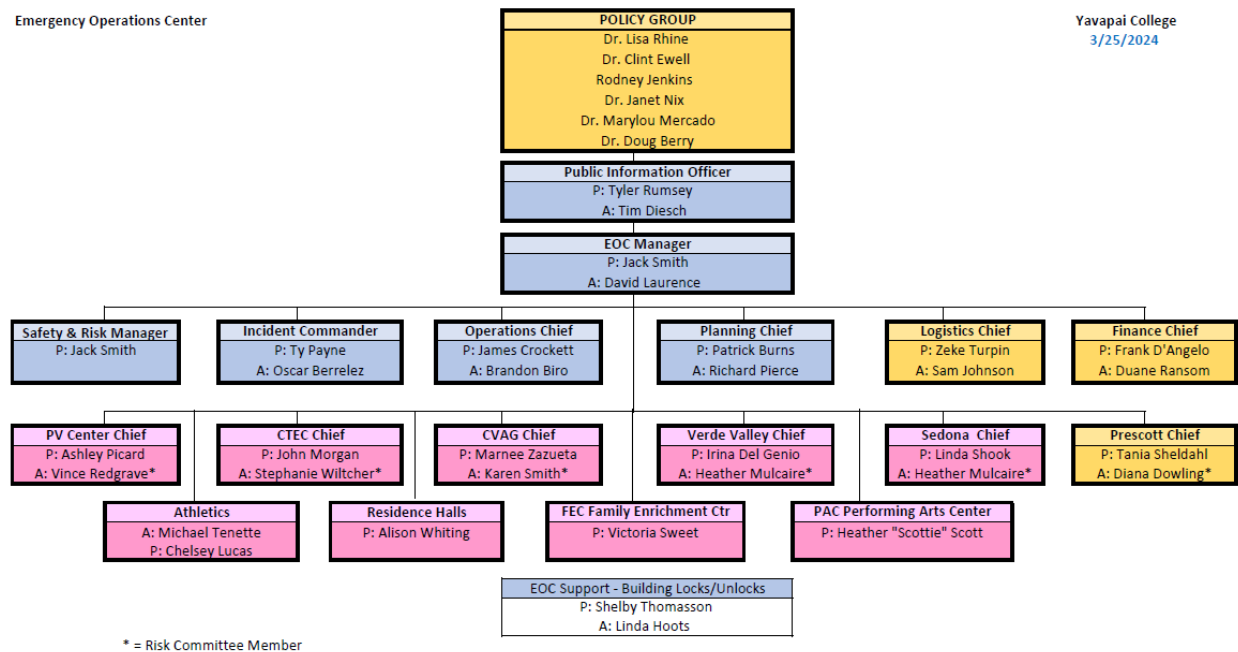 Emergency Operations Center
Yavapai College
3/25/2024
POLICY GROUP
Dr. Lisa Rhine
Dr. Clint Ewell
Rodney Jenkins
Dr. Janet Nix
Dr. Marylou Mercado
Dr. Doug Berry
Public Information Officer
P: Tyler Rumsey
A: Tim Diesch
EOC Manager
P: Jack Smith
A: David Laurence
Safety & Risk Manager
P: Jack Smith
Incident Commander
P: Ty Payne
A: Oscar Berrelez
Operations Chief
P: James Crockett
A: Brandon Biro
Planning Chief
P: Patrick Burns
A: Richard Pierce
Logistics Chief
P: Zeke Turpin
A: Sam Johnson
Finance Chief
P: Frank D'Angelo
A: Duane Ransom
PV Center Chief
P: Ashley Picard
A: Vince Redgrave*
CTEC Chief
P: John Morgan
A: Stephanie Wiltcher*
CVAG Chief
P: Marnee Zazueta
A: Karen Smith*
Verde Valley Chief
P: Irina Del Genio
A: Heather Mulcaire*
Sedona Chief
P: Linda Shook
A: Heather Mulcaire*
Prescott Chief
P: Tania Sheldahl
A: Diana Dowling*
Athletics
A: Michael Tenette
P: Chelsey Lucas
Residence Halls
P: Alison Whiting
FEC Family Enrichment Ctr
P: Victoria Sweet
PAC Performing Arts Center
P: Heather "Scottie" Scott
EOC Support - Building Locks/Unlocks
P: Shelby Thomasson
A: Linda Hoots
* = Risk Committee Member